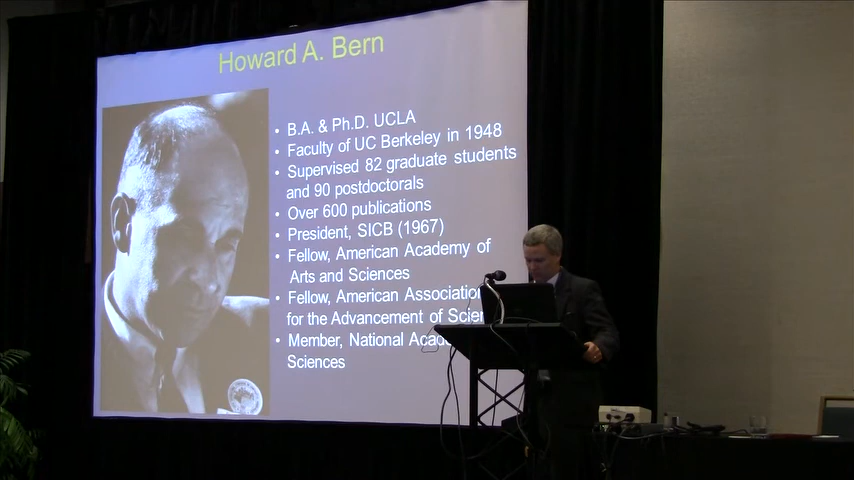 Howard A. Bern
• B.A. & Ph.D. UCLA
• Faculty of UC Berkeley in 1948
• Supervised 82 graduate students
and 90 postdoctorals
• Over 600 publications
• President, SICB (1967)
• Fellow, American Academy of
Arts and Sciences
• Fellow, American Association
for the Advancement of Scien
• Member, National Acad
Sciences